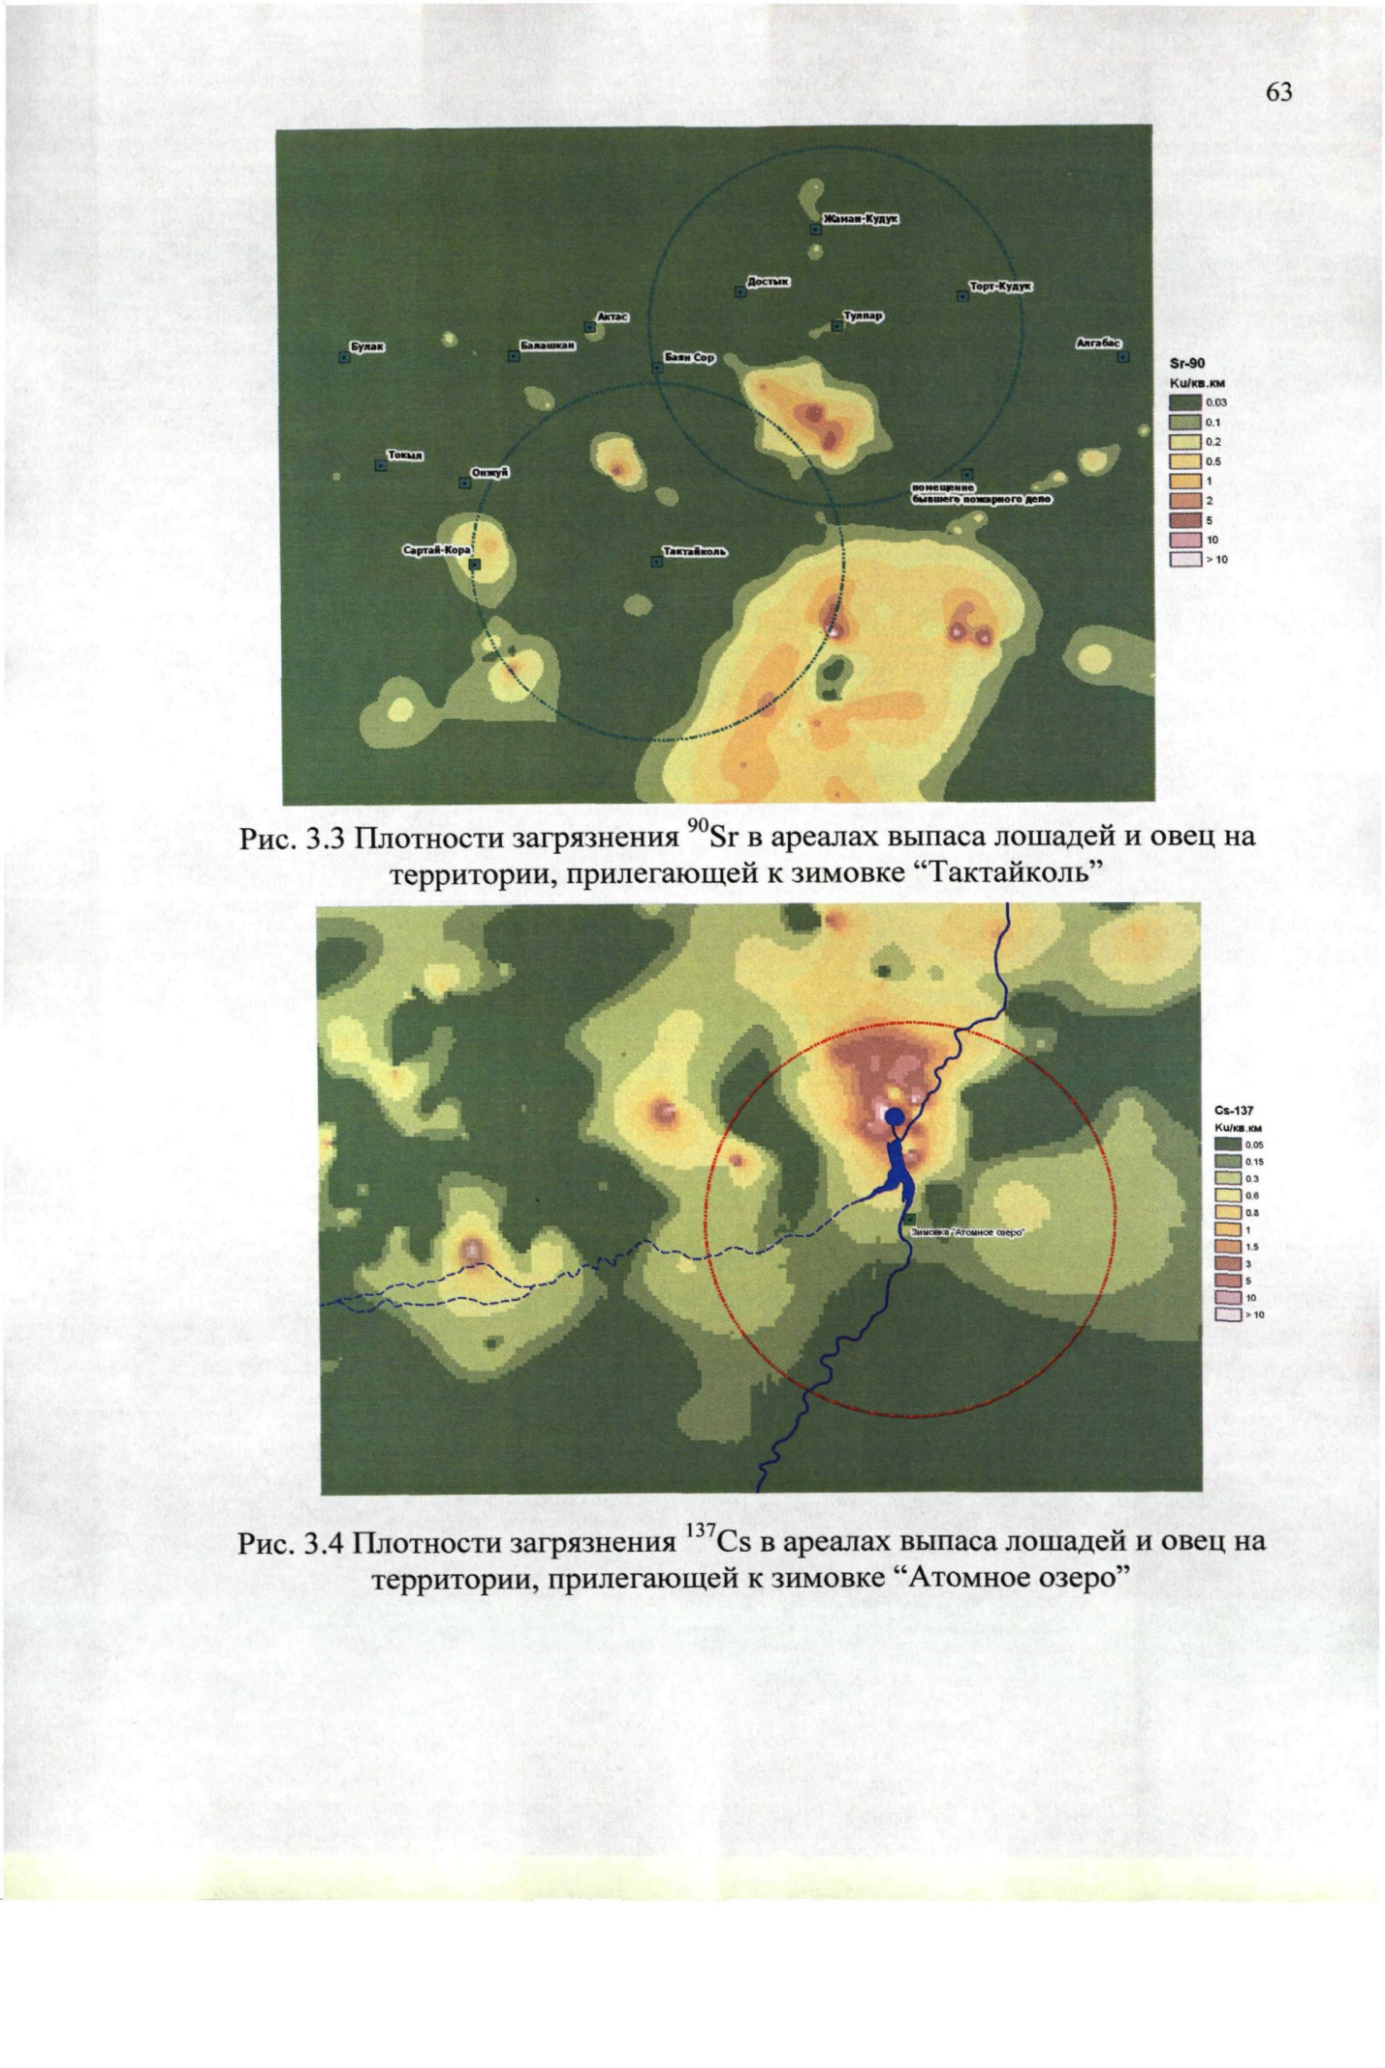 63
Жаман-Кудук
Достык
Торт-Кудук
Актас
Тулпар
Булак
Балашкан
Баян Сор
Алгабас
Sr-90
Ku/кв.км
0.03
0.1
0.2
0.5
1
2
5
10
> 10
Токыл
Онжуй
помещение
бывшего пожарного депо
Сартай-Кора
Тактайколь
Рис. 3.3 Плотности загрязнения ⁹⁰Sr в ареалах выпаса лошадей и овец на
территории, прилегающей к зимовке “Тактайколь”
Cs-137
Ku/кв.км
0.05
0.15
0.3
0.6
0.8
1
1.5
3
5
10
> 10
Зимовка "Атомное озеро"
Рис. 3.4 Плотности загрязнения ¹³⁷Cs в ареалах выпаса лошадей и овец на
территории, прилегающей к зимовке “Атомное озеро”